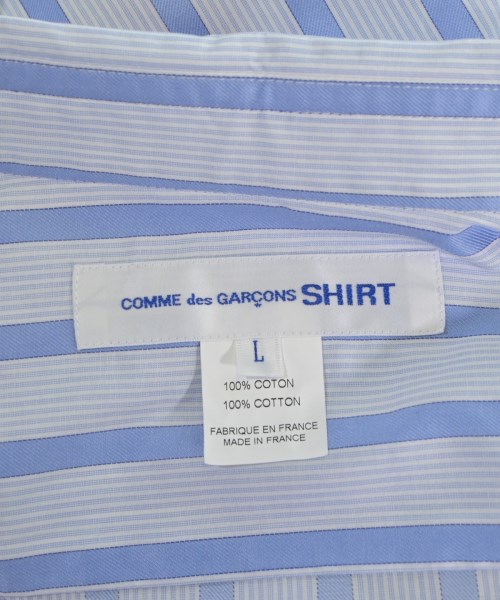 COMME des GARÇONS SHIRT
L
100% COTON
100% COTTON
FABRIQUE EN FRANCE
MADE IN FRANCE